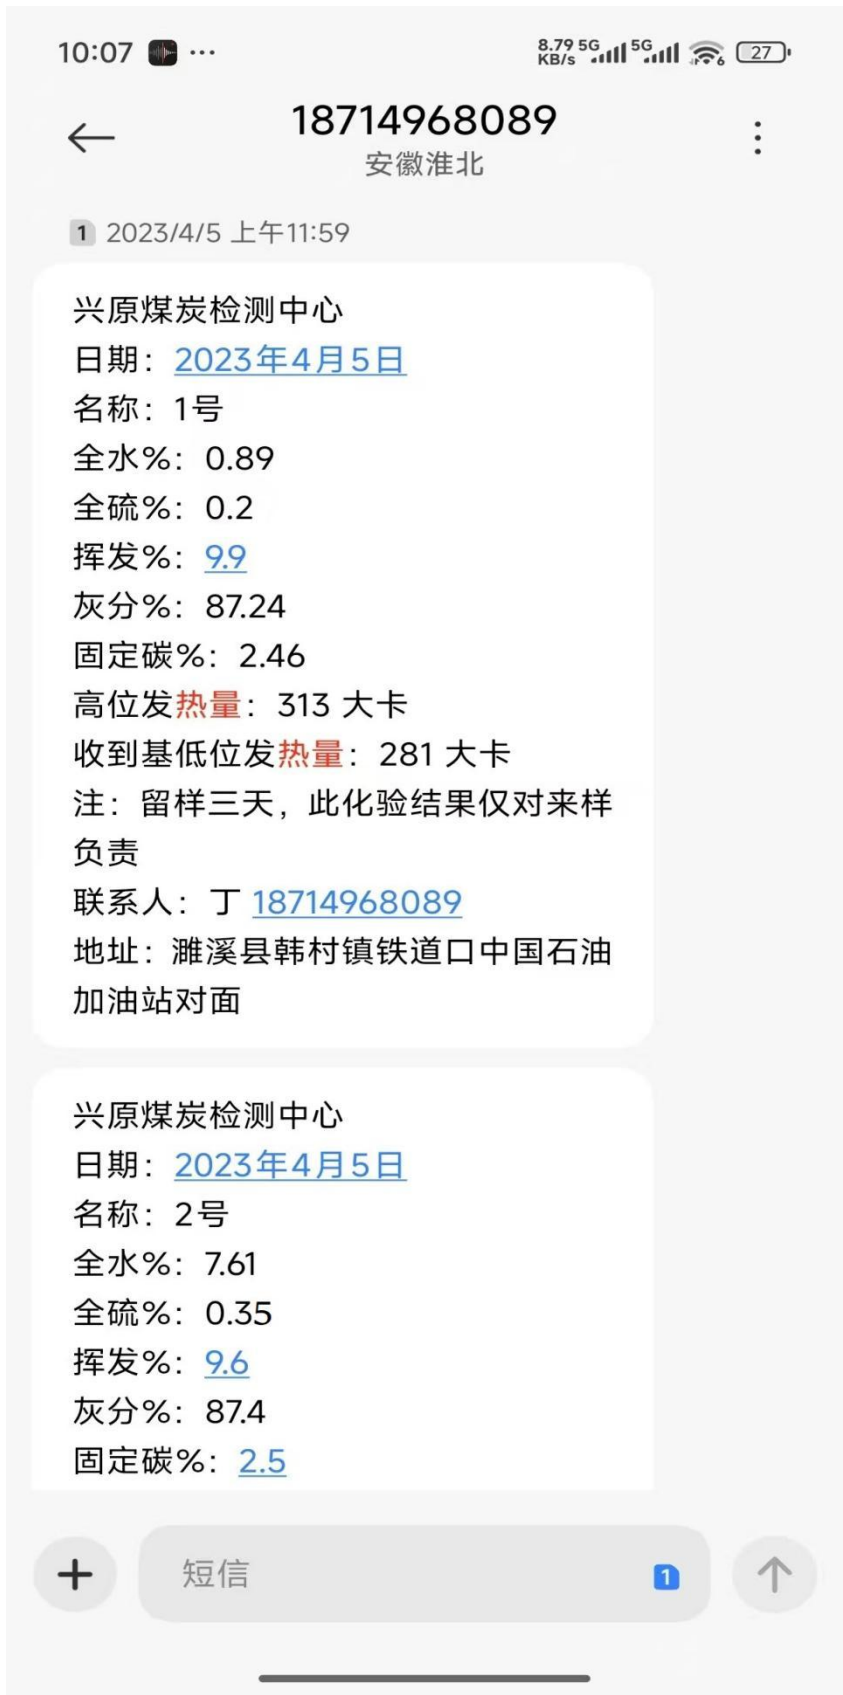 10:07 ... 8.79 KB/s 5G 5G 6 27
18714968089
安徽淮北
1 2023/4/5 上午11:59
兴原煤炭检测中心
日期：2023年4月5日
名称：1号
全水%：0.89
全硫%：0.2
挥发%：9.9
灰分%：87.24
固定碳%：2.46
高位发热量：313 大卡
收到基低位发热量：281 大卡
注：留样三天，此化验结果仅对来样
负责
联系人：丁 18714968089
地址：濉溪县韩村镇铁道口中国石油
加油站对面
兴原煤炭检测中心
日期：2023年4月5日
名称：2号
全水%：7.61
全硫%：0.35
挥发%：9.6
灰分%：87.4
固定碳%：2.5
短信 1